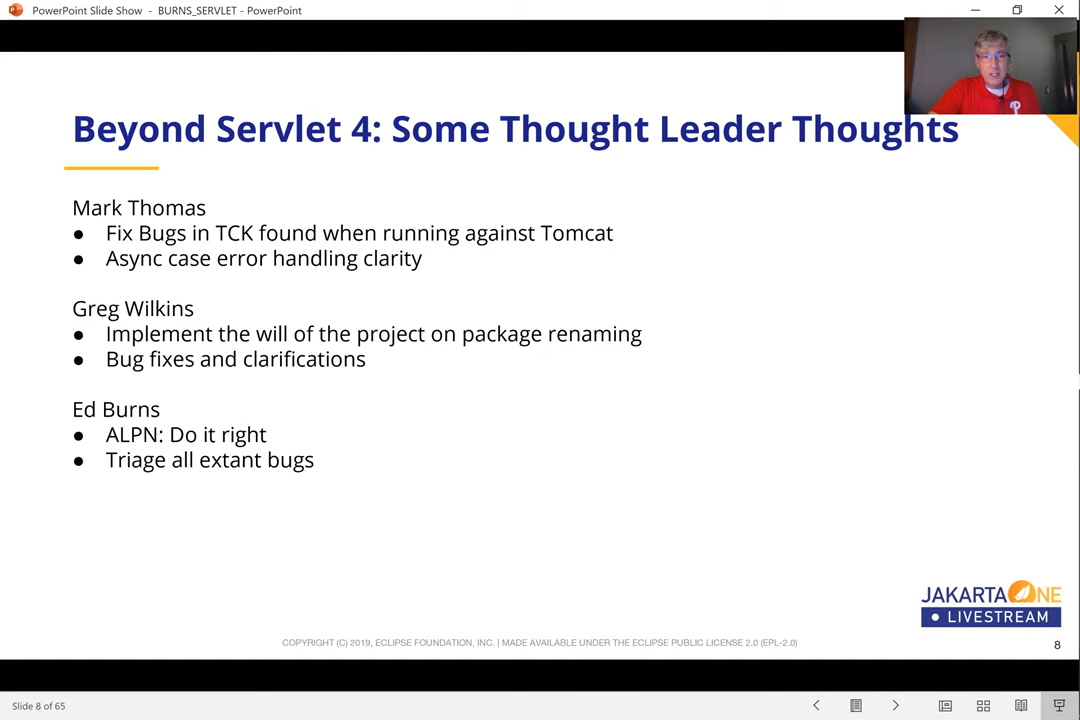 PowerPoint Slide Show - BURNS_SERVLET - PowerPoint
Beyond Servlet 4: Some Thought Leader Thoughts
Mark Thomas
● Fix Bugs in TCK found when running against Tomcat
● Async case error handling clarity
Greg Wilkins
● Implement the will of the project on package renaming
● Bug fixes and clarifications
Ed Burns
● ALPN: Do it right
● Triage all extant bugs
JAKARTA ONE
● LIVESTREAM
COPYRIGHT (C) 2019, ECLIPSE FOUNDATION, INC. | MADE AVAILABLE UNDER THE ECLIPSE PUBLIC LICENSE 2.0 (EPL-2.0)
8
Slide 8 of 65